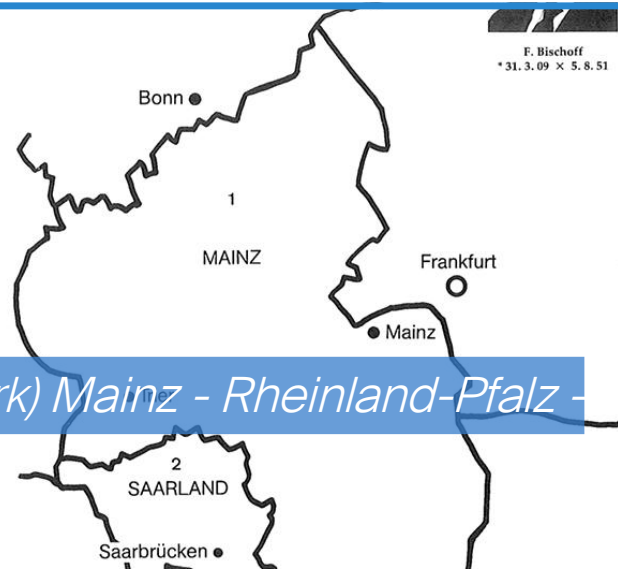 F. Bischoff
* 31. 3. 09 × 5. 8. 51
Bonn
1
MAINZ
Frankfurt
Mainz
rk) Mainz - Rheinland-Pfalz -
Trier
2
SAARLAND
Saarbrücken